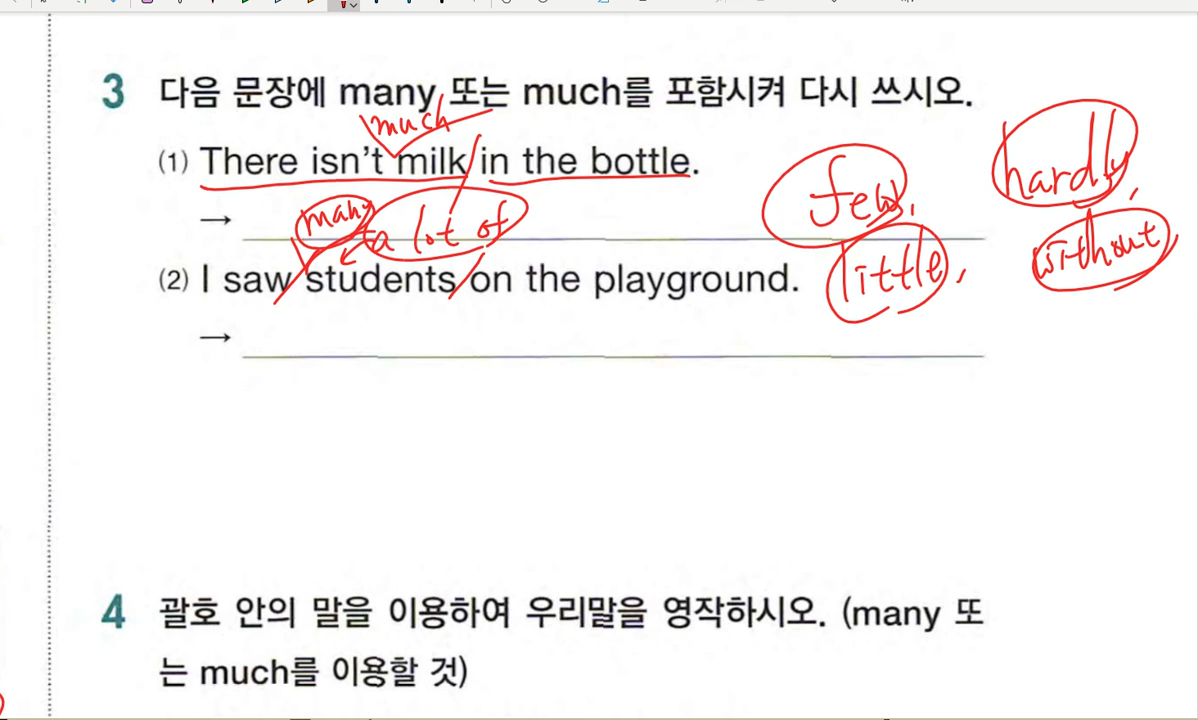 3 다음 문장에 many 또는 much를 포함시켜 다시 쓰시오.
much
(1) There isn't milk in the bottle.
→
many a lot of
few, hardly,
(2) I saw students on the playground.
little, without
→
4 괄호 안의 말을 이용하여 우리말을 영작하시오. (many 또
는 much를 이용할 것)